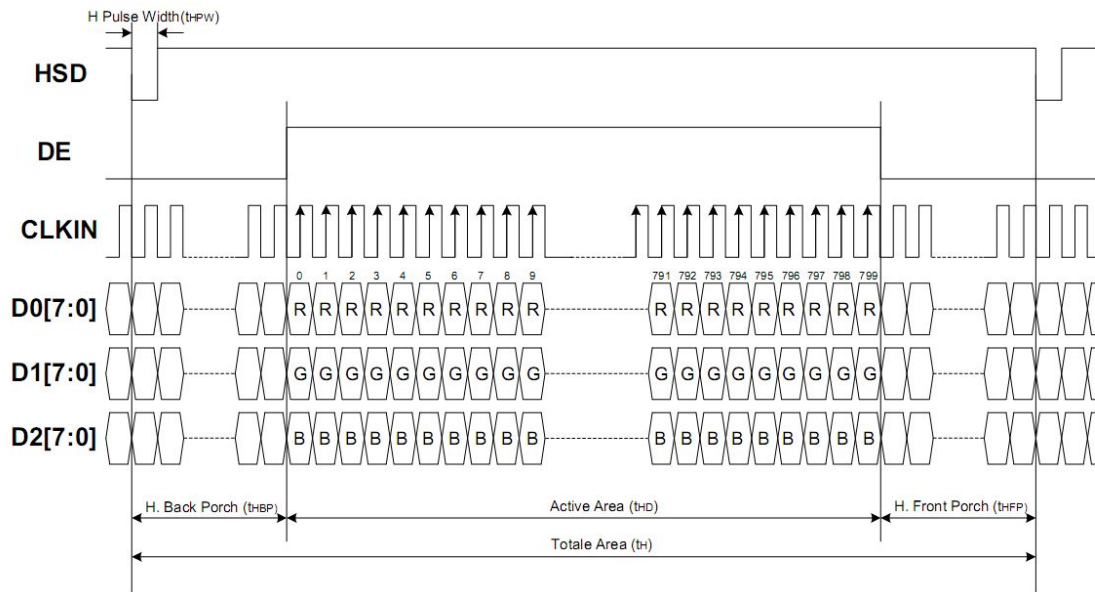 H Pulse Width(tHPW)
HSD
DE
CLKIN
0 1 2 3 4 5 6 7 8 9 791 792 793 794 795 796 797 798 799
D0[7:0] R R R R R R R R R R R R R R R R R R R
D1[7:0] G G G G G G G G G G G G G G G G G G G
D2[7:0] B B B B B B B B B B B B B B B B B B B
H. Back Porch (tHBP) Active Area (tHD) H. Front Porch (tHFP)
Totale Area (tH)